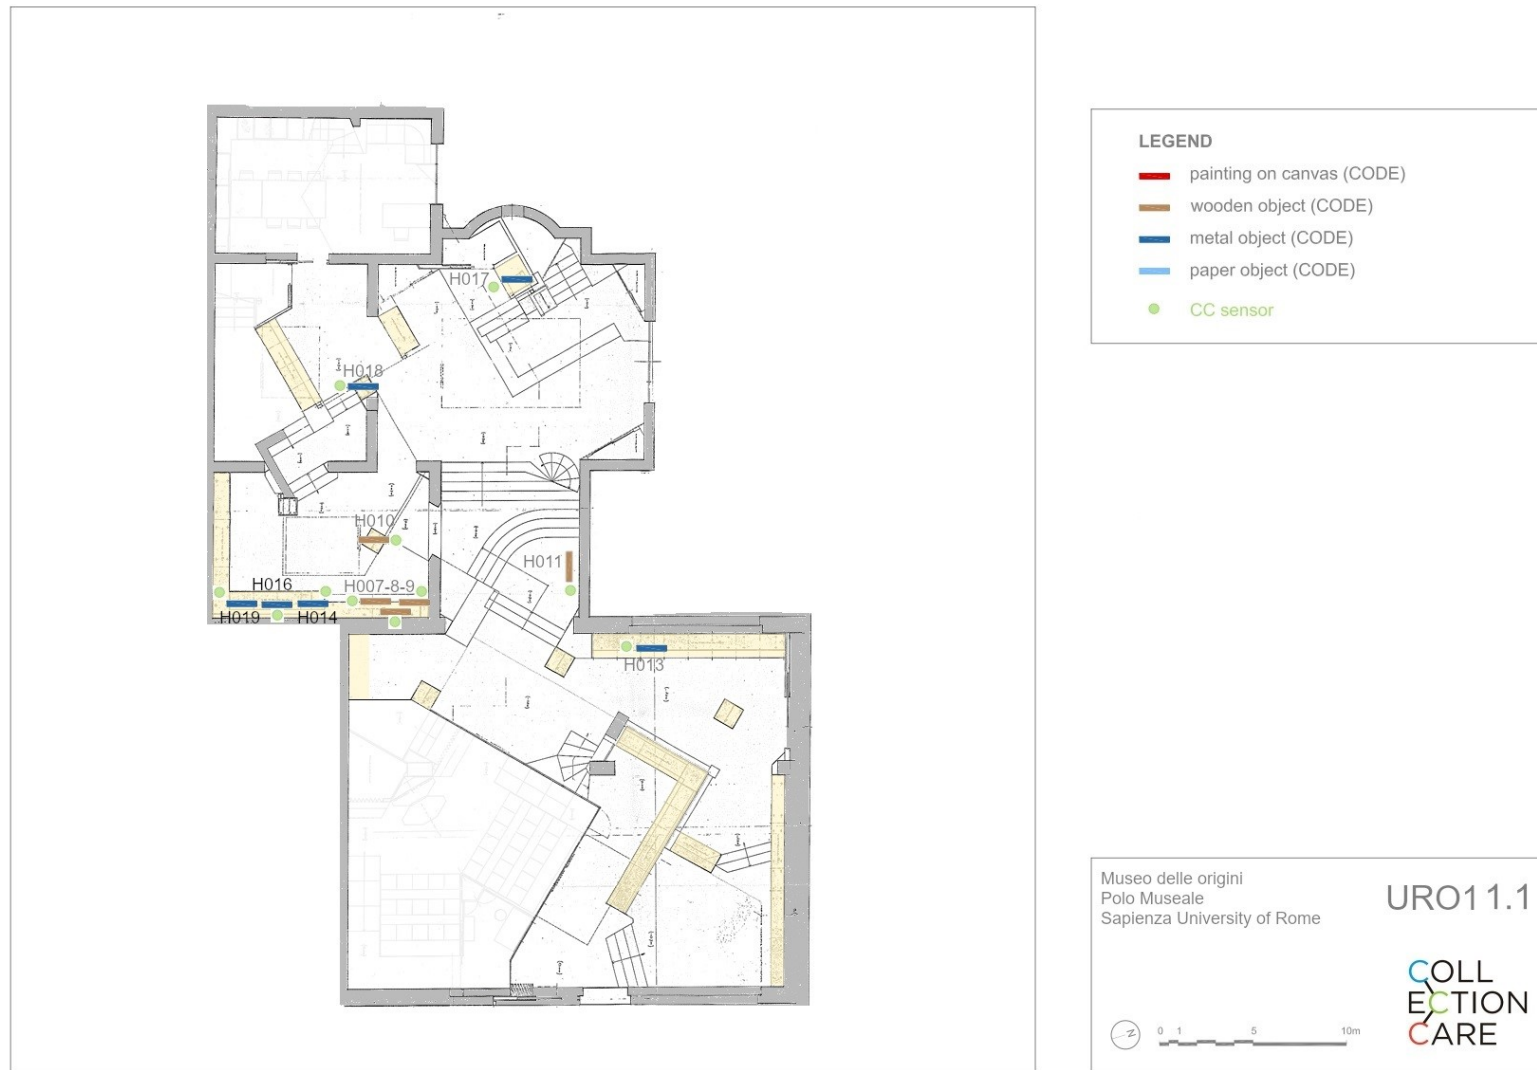 H017
H018
H010
H011
H016
H007-8-9
H019
H014
H013
LEGEND
painting on canvas (CODE)
wooden object (CODE)
metal object (CODE)
paper object (CODE)
CC sensor
Museo delle origini
Polo Museale
Sapienza University of Rome
URO1 1.1
COLL
ECTION
CARE
N
0 1 5 10m